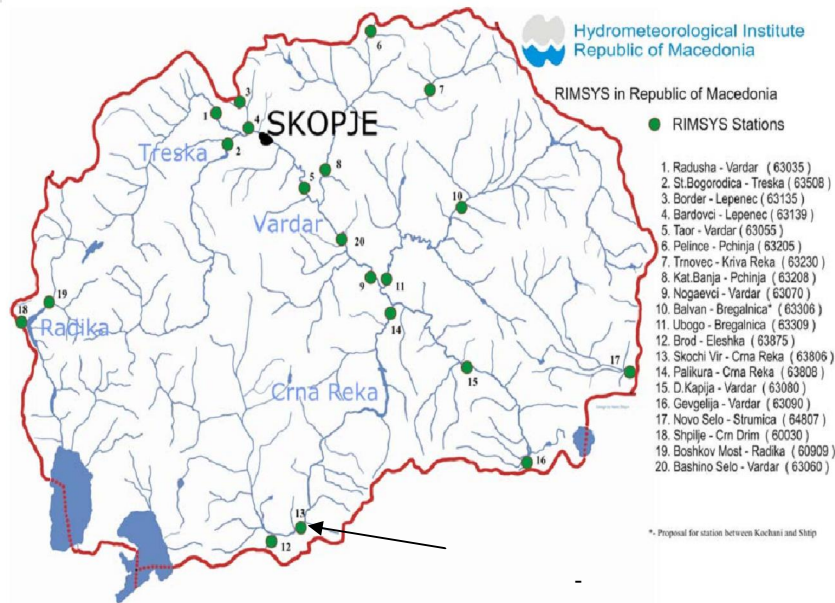 Hydrometeorological Institute
Republic of Macedonia
RIMSYS in Republic of Macedonia
RIMSYS Stations
1. Radusha - Vardar ( 63035 )
2. St.Bogorodica - Treska ( 63508 )
3. Border - Lepenec ( 63135 )
4. Bardovci - Lepenec ( 63139 )
5. Taor - Vardar ( 63055 )
6. Pelince - Pchinja ( 63205 )
7. Trnovec - Kriva Reka ( 63230 )
8. Kat.Banja - Pchinja ( 63208 )
9. Nogaevci - Vardar ( 63070 )
10. Balvan - Bregalnica* ( 63306 )
11. Ubogo - Bregalnica ( 63309 )
12. Brod - Eleshka ( 63875 )
13. Skochi Vir - Crna Reka ( 63806 )
14. Palikura - Crna Reka ( 63808 )
15. D.Kapija - Vardar ( 63080 )
16. Gevgelija - Vardar ( 63090 )
17. Novo Selo - Strumica ( 64807 )
18. Shpilje - Crn Drim ( 60030 )
19. Boshkov Most - Radika ( 60909 )
20. Bashino Selo - Vardar ( 63060 )
*- Proposal for station between Kochani and Shtip
6
7
3
1
4
SKOPJE
Treska
2
8
5
10
Vardar
20
9
11
19
18
Radika
14
17
15
Crna Reka
16
13
12
-